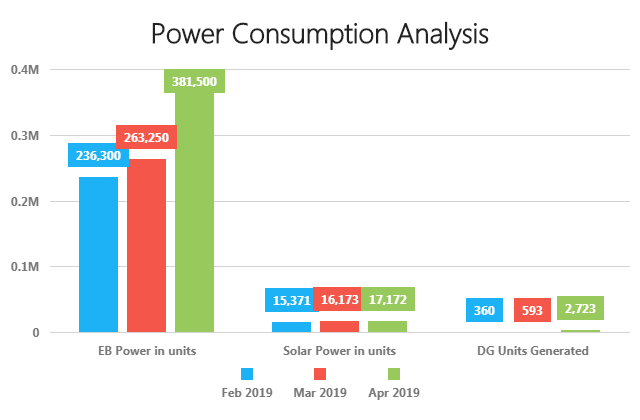 Power Consumption Analysis
0.4M
381,500
0.3M
263,250
236,300
0.2M
0.1M
15,371 16,173 17,172
360 593 2,723
0
EB Power in units Solar Power in units DG Units Generated
Feb 2019 Mar 2019 Apr 2019